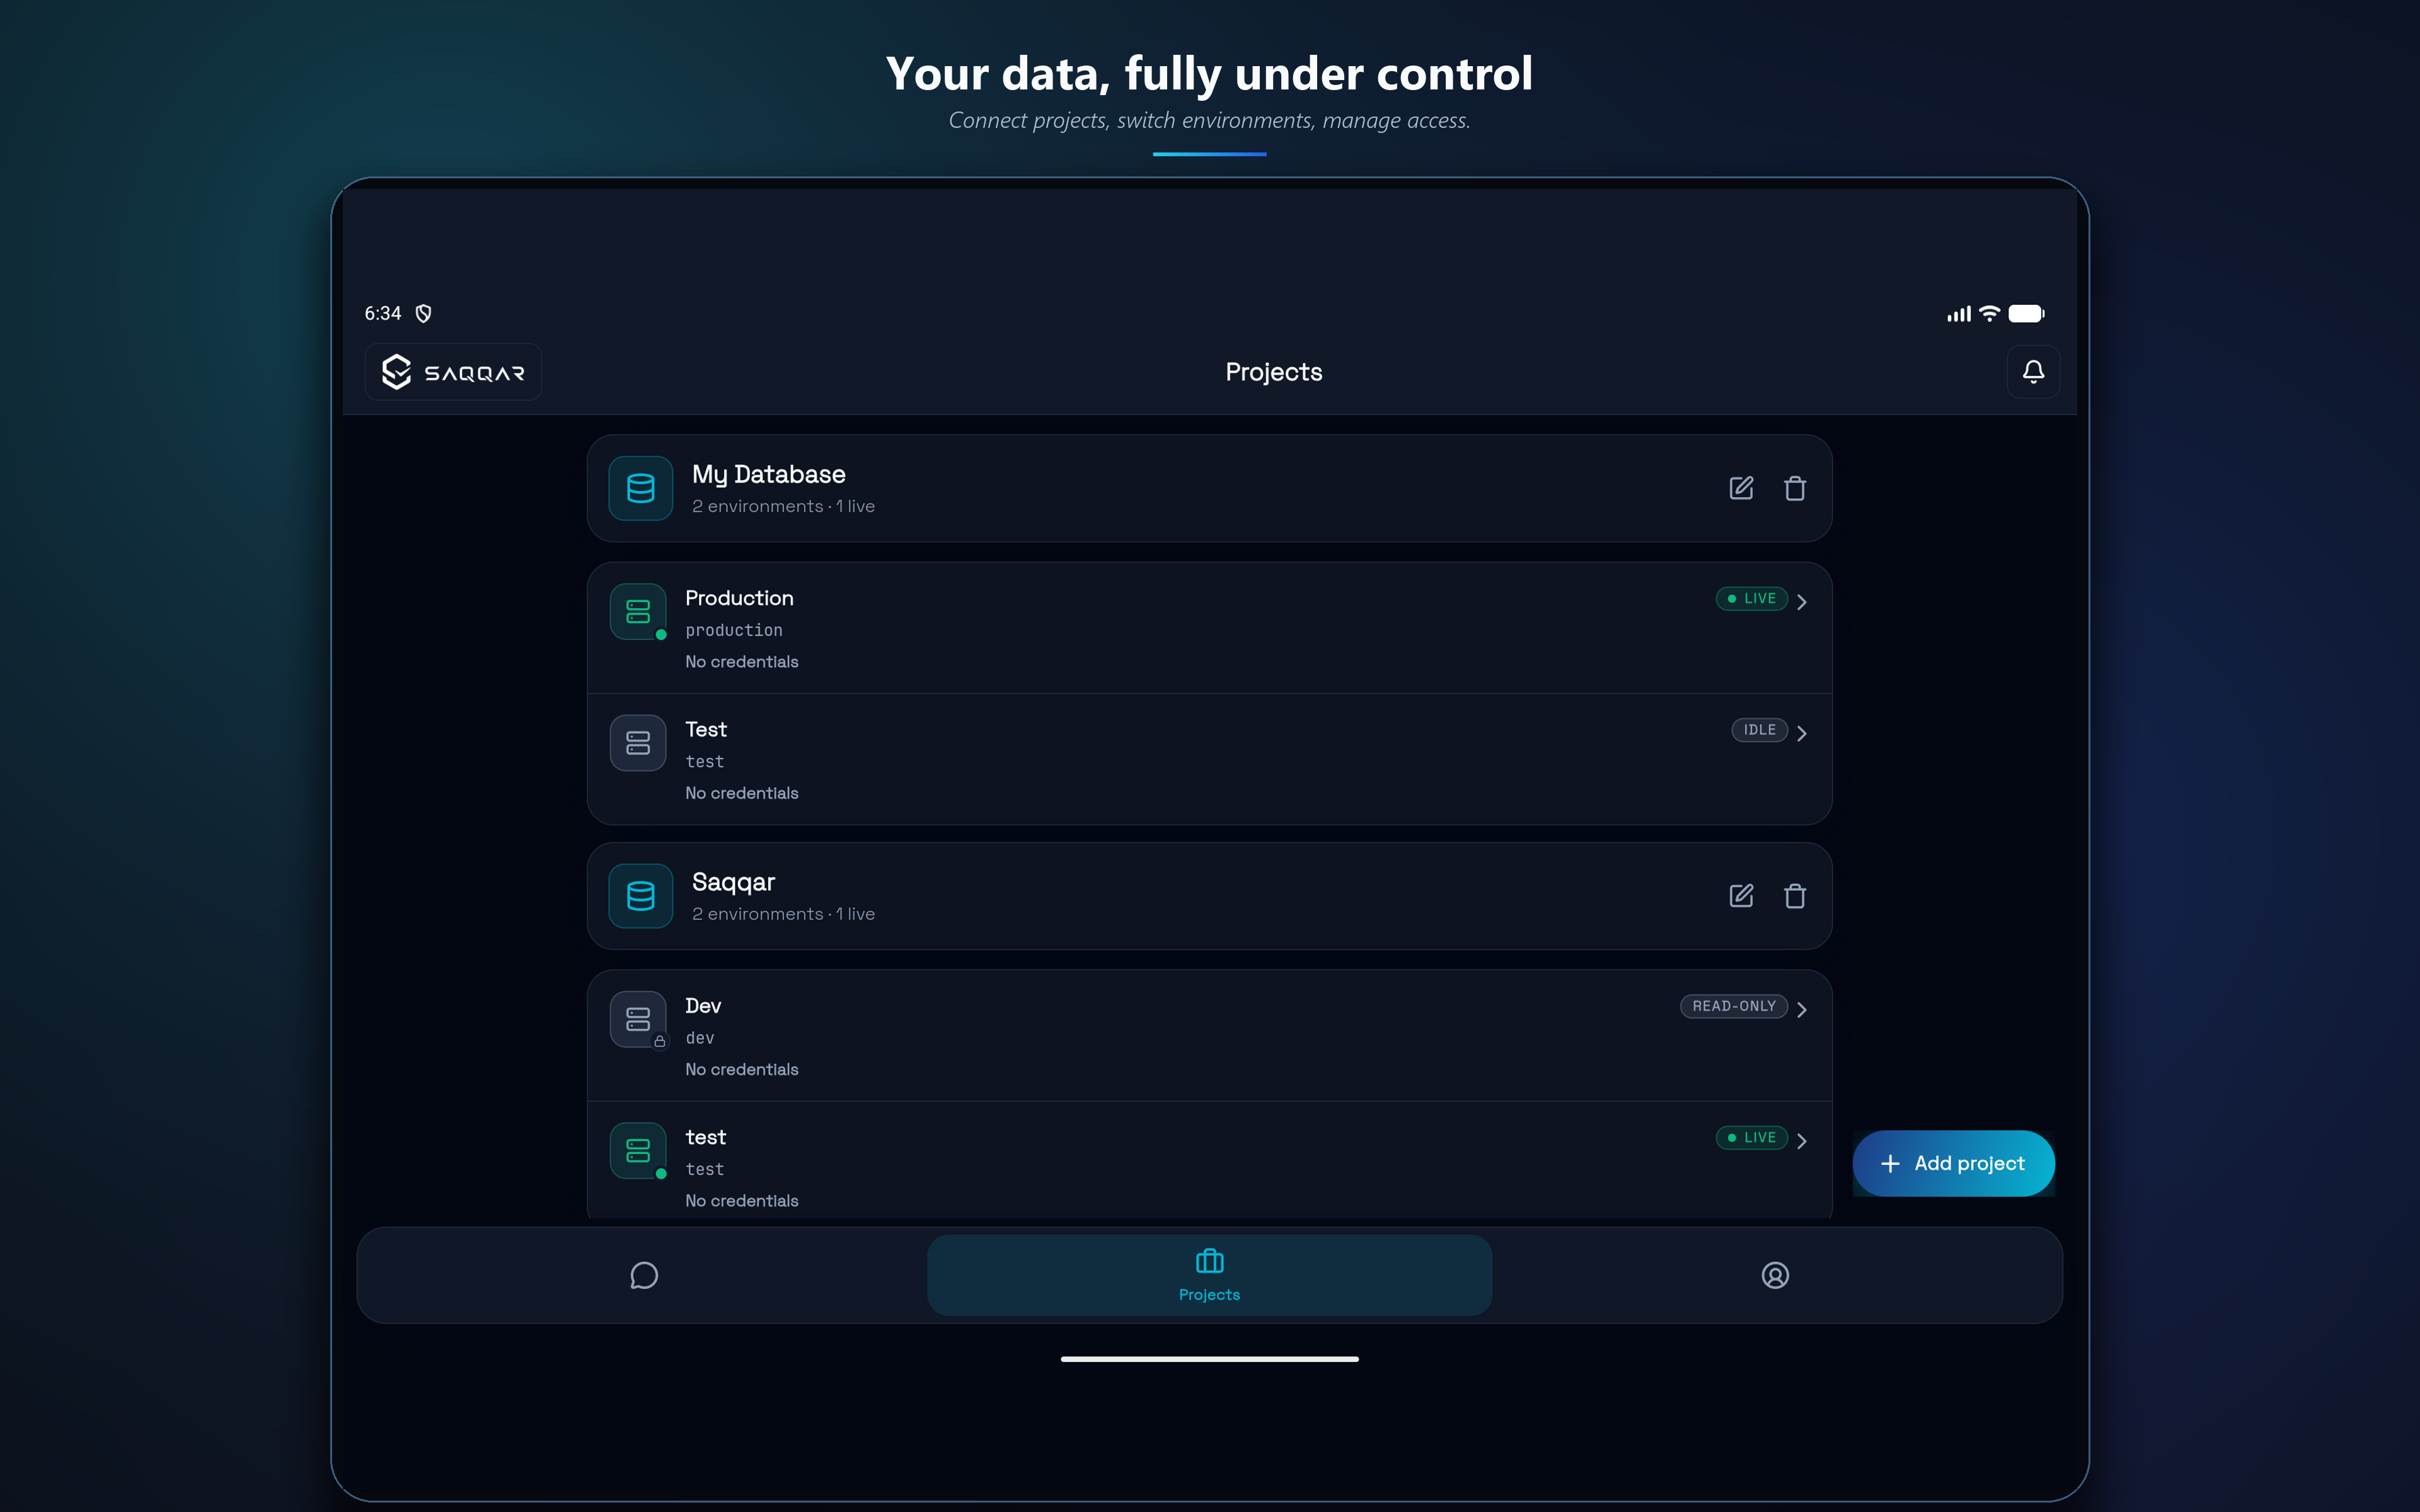 Your data, fully under control
Connect projects, switch environments, manage access.
6:34
SAQQAR
Projects
My Database
2 environments · 1 live
Production
LIVE
production
No credentials
Test
IDLE
test
No credentials
Saqqar
2 environments · 1 live
Dev
READ-ONLY
dev
No credentials
test
LIVE
test
No credentials
Add project
Projects